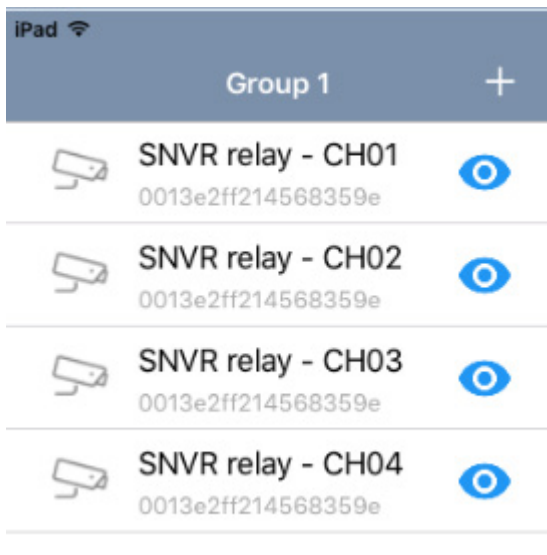 iPad
Group 1 +
SNVR relay - CH01
0013e2ff214568359e
SNVR relay - CH02
0013e2ff214568359e
SNVR relay - CH03
0013e2ff214568359e
SNVR relay - CH04
0013e2ff214568359e